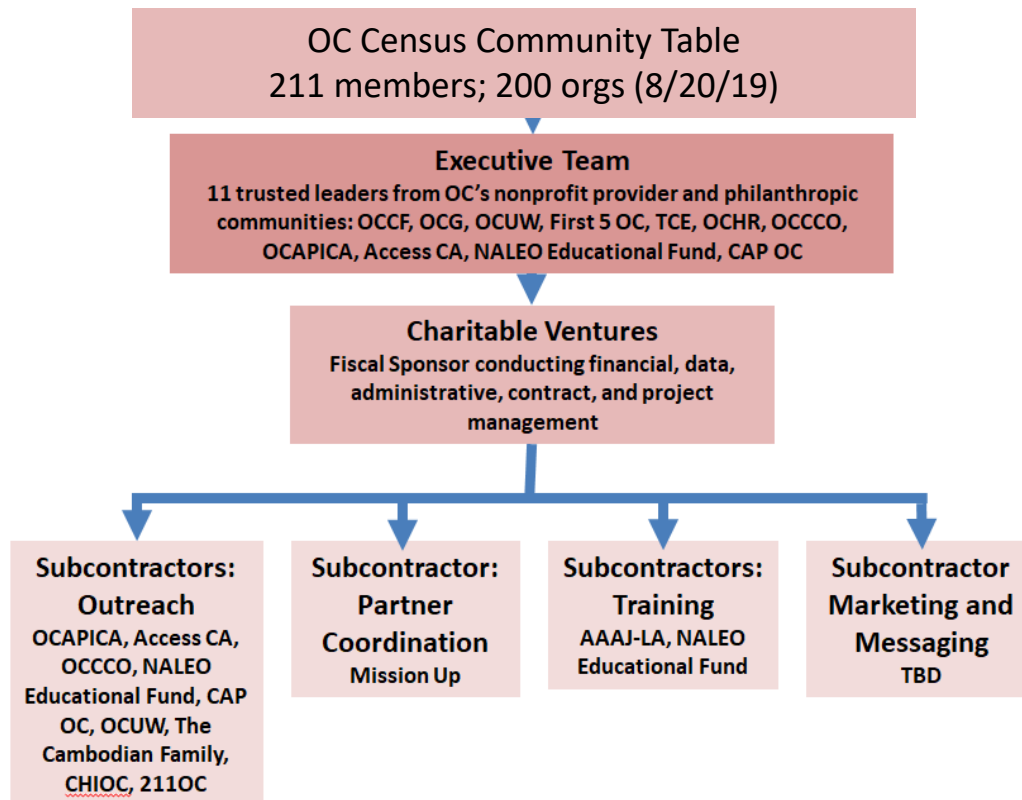 OC Census Community Table
211 members; 200 orgs (8/20/19)
Executive Team
11 trusted leaders from OC’s nonprofit provider and philanthropic
communities: OCCF, OCG, OCUW, First 5 OC, TCE, OCHR, OCCCO,
OCAPICA, Access CA, NALEO Educational Fund, CAP OC
Charitable Ventures
Fiscal Sponsor conducting financial, data,
administrative, contract, and project
management
Subcontractors:
Outreach
OCAPICA, Access CA,
OCCCO, NALEO
Educational Fund, CAP
OC, OCUW, The
Cambodian Family,
CHIOC, 211OC
Subcontractor:
Partner
Coordination
Mission Up
Subcontractors:
Training
AAAJ-LA, NALEO
Educational Fund
Subcontractor
Marketing and
Messaging
TBD